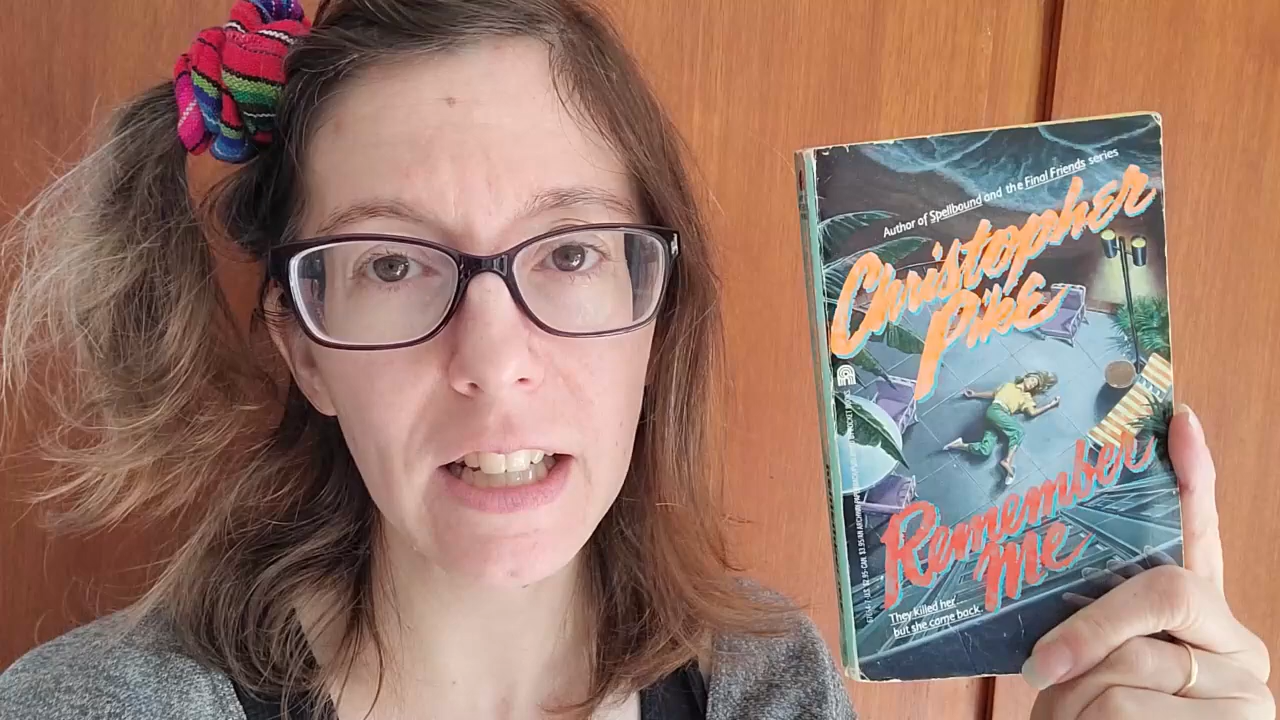 Author of Spellbound and the Final Friends series
Christopher
Pike
Remember
Me
They killed her...
but she came back.